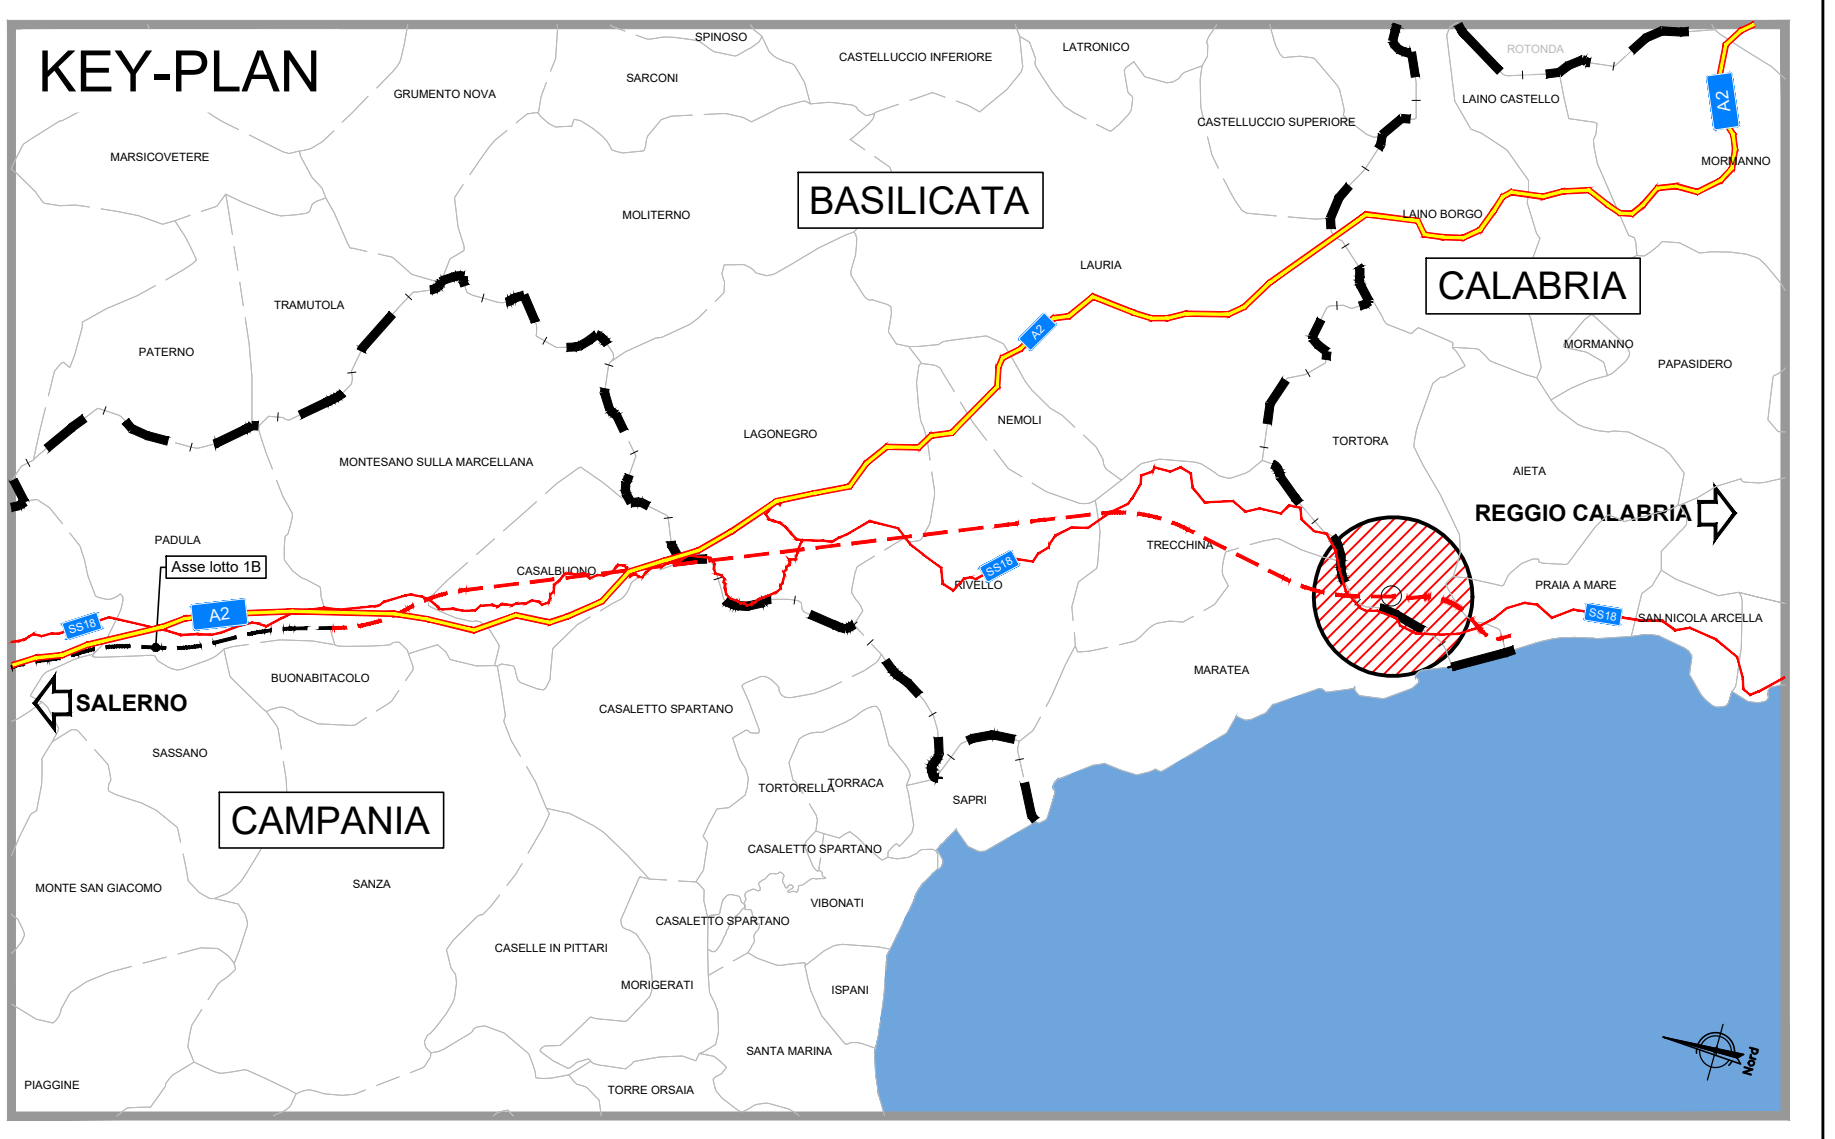 KEY-PLAN
SPINOSO
CASTELLUCCIO INFERIORE
LATRONICO
ROTONDA
SARCONI
GRUMENTO NOVA
LAINO CASTELLO
A2
CASTELLUCCIO SUPERIORE
MARSICOVETERE
MORMANNO
BASILICATA
MOLITERNO
LAINO BORGO
LAURIA
CALABRIA
TRAMUTOLA
A2
MORMANNO
PATERNO
PAPASIDERO
NEMOLI
LAGONEGRO
TORTORA
MONTESANO SULLA MARCELLANA
AIETA
REGGIO CALABRIA
PADULA
TRECCHINA
Asse lotto 1B
CASALBUONO
SS18
RIVELLO
PRAIA A MARE
A2
SS18
SS18
SAN NICOLA ARCELLA
MARATEA
BUONABITACOLO
SALERNO
CASALETTO SPARTANO
SASSANO
TORTORELLA
TORRACA
SAPRI
CAMPANIA
CASALETTO SPARTANO
MONTE SAN GIACOMO
SANZA
VIBONATI
CASALETTO SPARTANO
CASELLE IN PITTARI
MORIGERATI
ISPANI
SANTA MARINA
Nord
PIAGGINE
TORRE ORSAIA